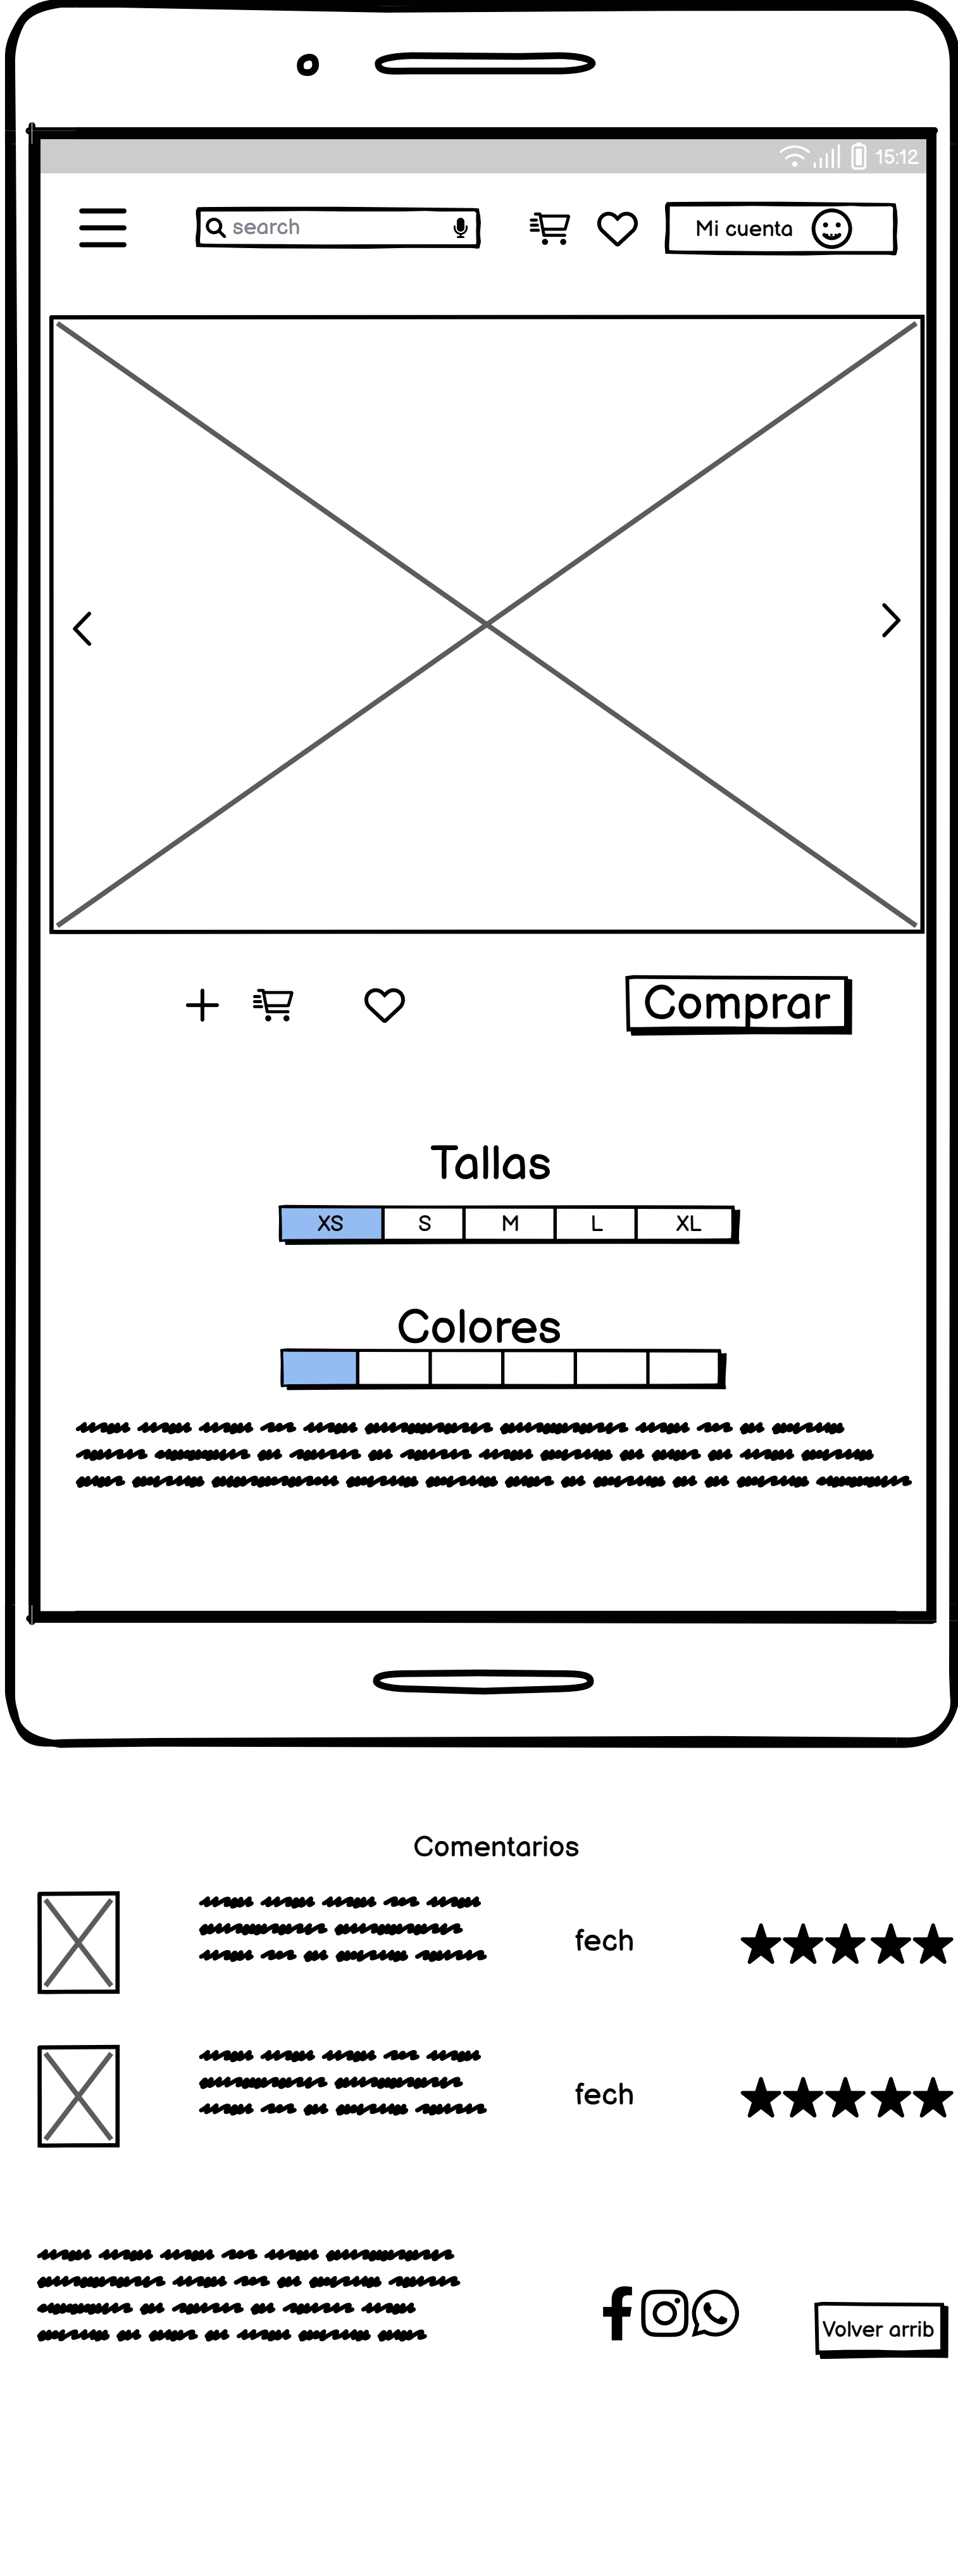 15:12
search
Mi cuenta
Comprar
Tallas
XS S M L XL
Colores
Comentarios
fech
fech
Volver arrib